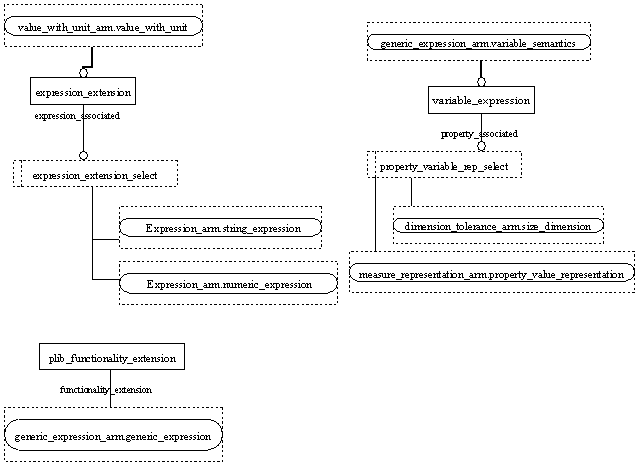 value_with_unit_arm.value_with_unit
expression_extension
expression_associated
expression_extension_select
Expression_arm.string_expression
Expression_arm.numeric_expression
generic_expression_arm.variable_semantics
variable_expression
property_associated
property_variable_rep_select
dimension_tolerance_arm.size_dimension
measure_representation_arm.property_value_representation
plib_functionality_extension
functionality_extension
generic_expression_arm.generic_expression